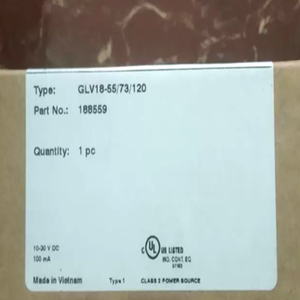 Type: GLV18-55/73/120
Part No.: 188559
Quantity: 1 pc
10-30 V DC
100 mA
C UL US LISTED
IND. CONT. EQ.
Made in Vietnam Type 1 CLASS 2 POWER SOURCE